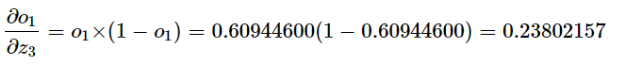 ∂o₁/∂z₃ = o₁×(1 − o₁) = 0.60944600(1 − 0.60944600) = 0.23802157